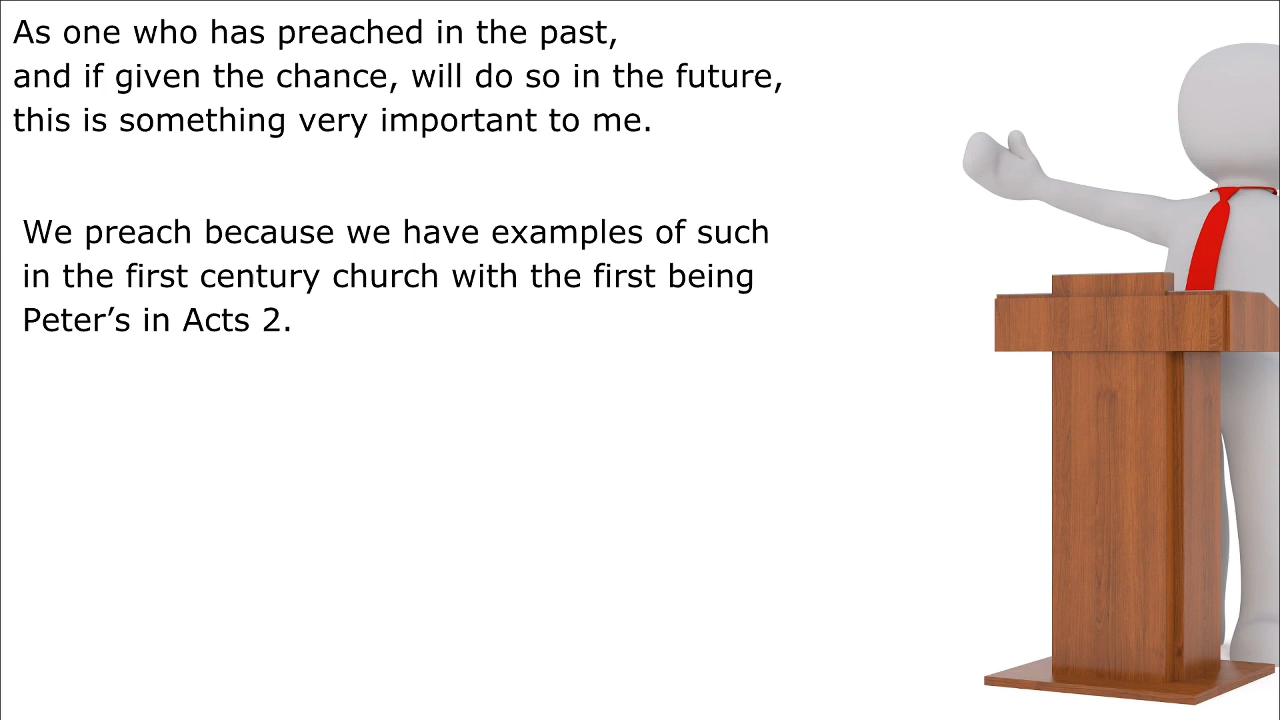 As one who has preached in the past,
and if given the chance, will do so in the future,
this is something very important to me.
We preach because we have examples of such
in the first century church with the first being
Peter’s in Acts 2.